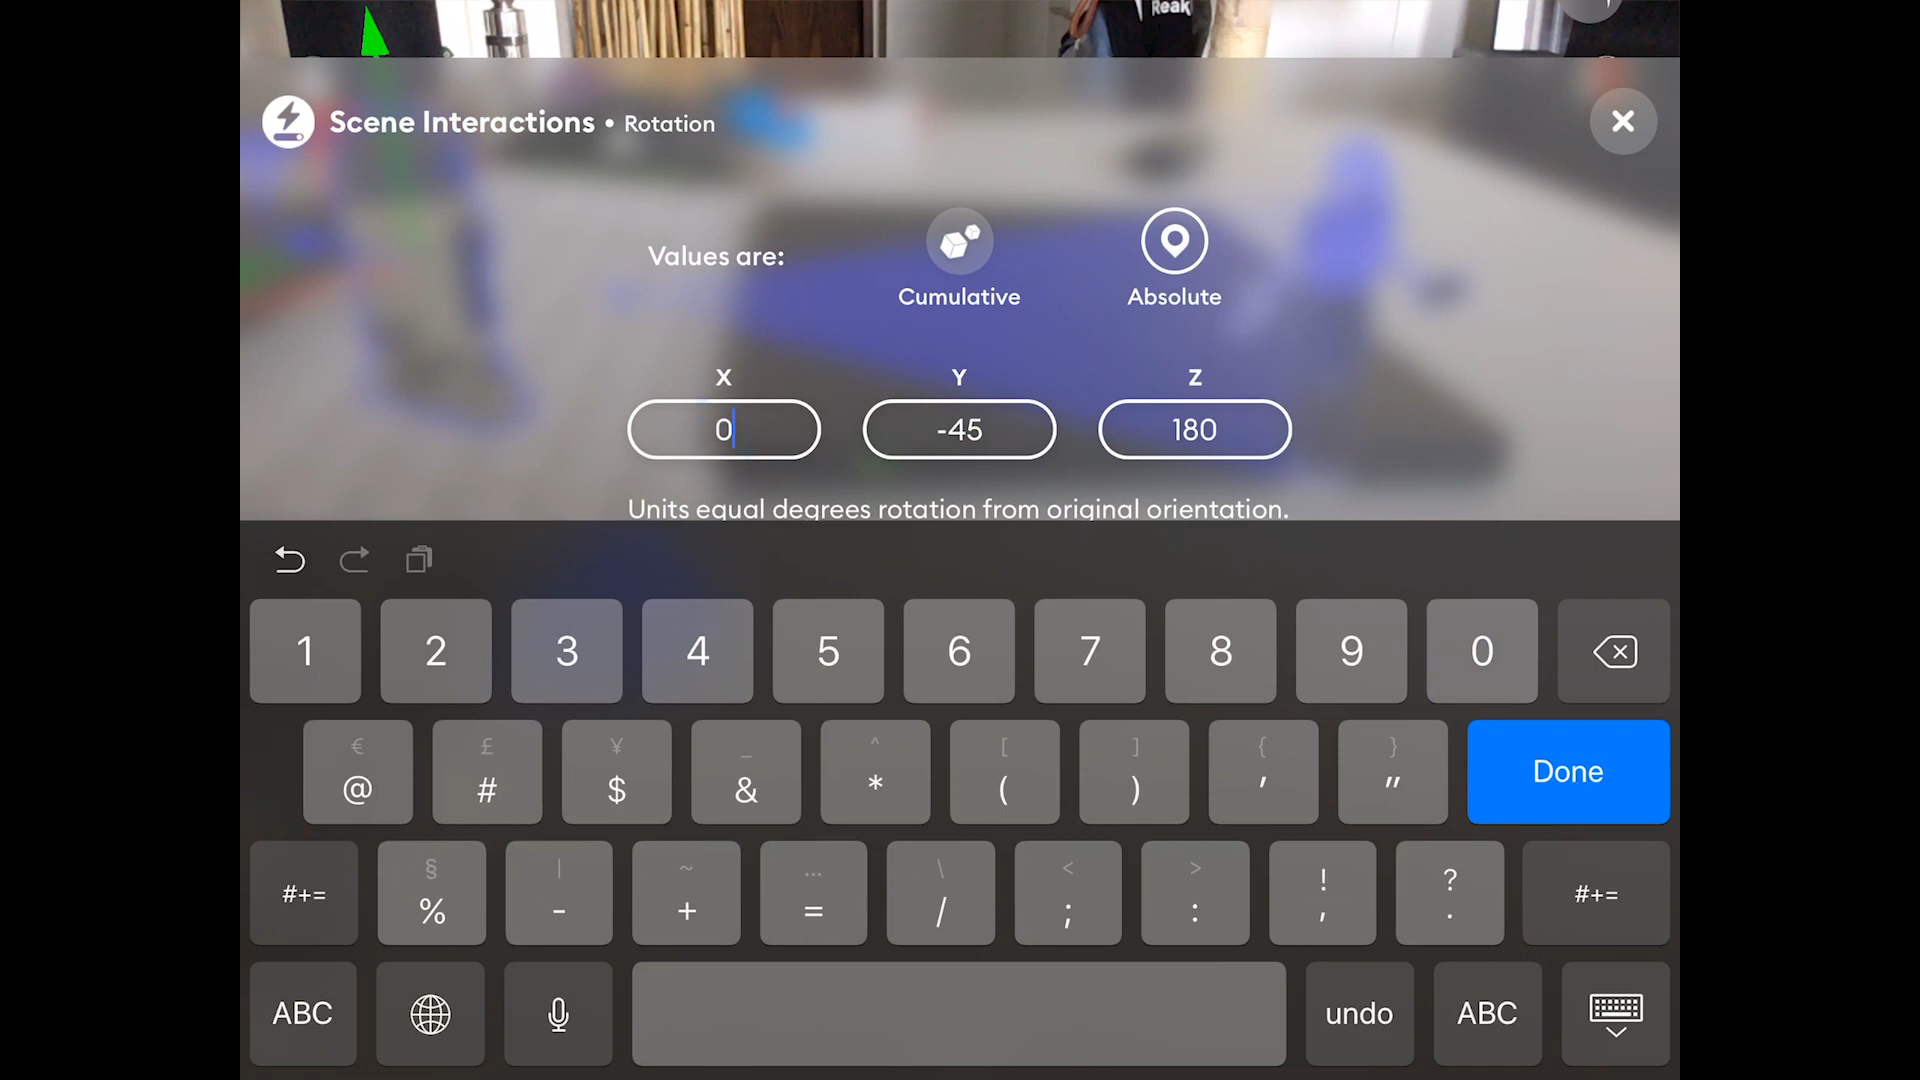 Reak
Scene Interactions • Rotation
Values are:
Cumulative Absolute
X Y Z
0 -45 180
Units equal degrees rotation from original orientation.
1 2 3 4 5 6 7 8 9 0
€ £ ¥ _ ^ [ ] { }
@ # $ & * ( ) ' "
Done
§ | ~ … \ < > ! ?
#+= % - + = / ; : , . #+=
ABC undo ABC